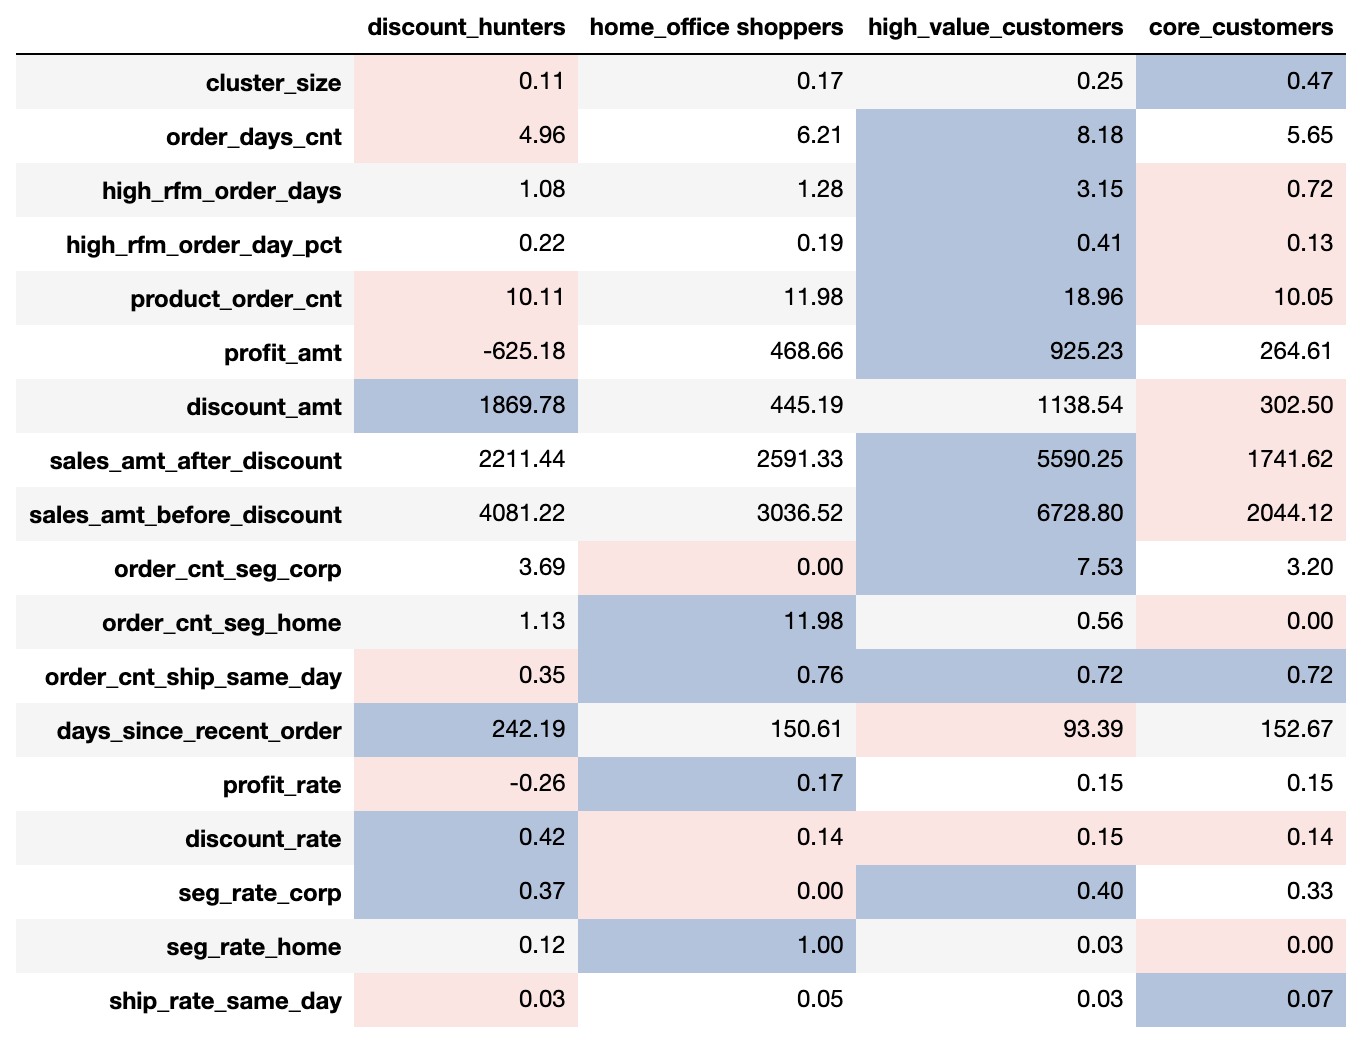 discount_hunters home_office shoppers high_value_customers core_customers
cluster_size 0.11 0.17 0.25 0.47
order_days_cnt 4.96 6.21 8.18 5.65
high_rfm_order_days 1.08 1.28 3.15 0.72
high_rfm_order_day_pct 0.22 0.19 0.41 0.13
product_order_cnt 10.11 11.98 18.96 10.05
profit_amt -625.18 468.66 925.23 264.61
discount_amt 1869.78 445.19 1138.54 302.50
sales_amt_after_discount 2211.44 2591.33 5590.25 1741.62
sales_amt_before_discount 4081.22 3036.52 6728.80 2044.12
order_cnt_seg_corp 3.69 0.00 7.53 3.20
order_cnt_seg_home 1.13 11.98 0.56 0.00
order_cnt_ship_same_day 0.35 0.76 0.72 0.72
days_since_recent_order 242.19 150.61 93.39 152.67
profit_rate -0.26 0.17 0.15 0.15
discount_rate 0.42 0.14 0.15 0.14
seg_rate_corp 0.37 0.00 0.40 0.33
seg_rate_home 0.12 1.00 0.03 0.00
ship_rate_same_day 0.03 0.05 0.03 0.07